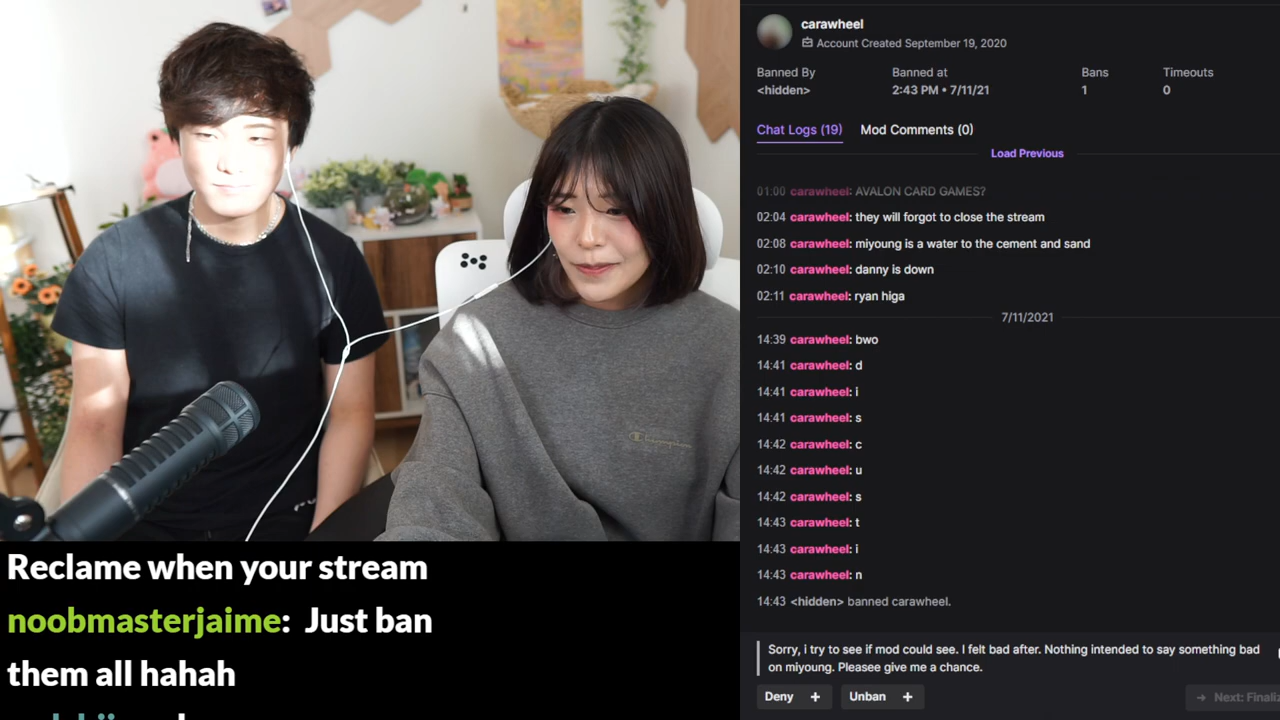 carawheel
Account Created September 19, 2020
Banned By
Banned at
Bans
Timeouts
<hidden>
2:43 PM • 7/11/21
1
0
Chat Logs (19)
Mod Comments (0)
Load Previous
01:00 carawheel: AVALON CARD GAMES?
02:04 carawheel: they will forgot to close the stream
02:08 carawheel: miyoung is a water to the cement and sand
02:10 carawheel: danny is down
02:11 carawheel: ryan higa
7/11/2021
14:39 carawheel: bwo
14:41 carawheel: d
14:41 carawheel: i
14:41 carawheel: s
14:42 carawheel: c
14:42 carawheel: u
14:42 carawheel: s
14:43 carawheel: t
14:43 carawheel: i
14:43 carawheel: n
14:43 <hidden> banned carawheel.
Sorry, i try to see if mod could see. I felt bad after. Nothing intended to say something bad
on miyoung. Pleasee give me a chance.
Deny +
Unban +
→ Next: Finaliz
Champion
Reclame when your stream
noobmasterjaime: Just ban
them all hahah